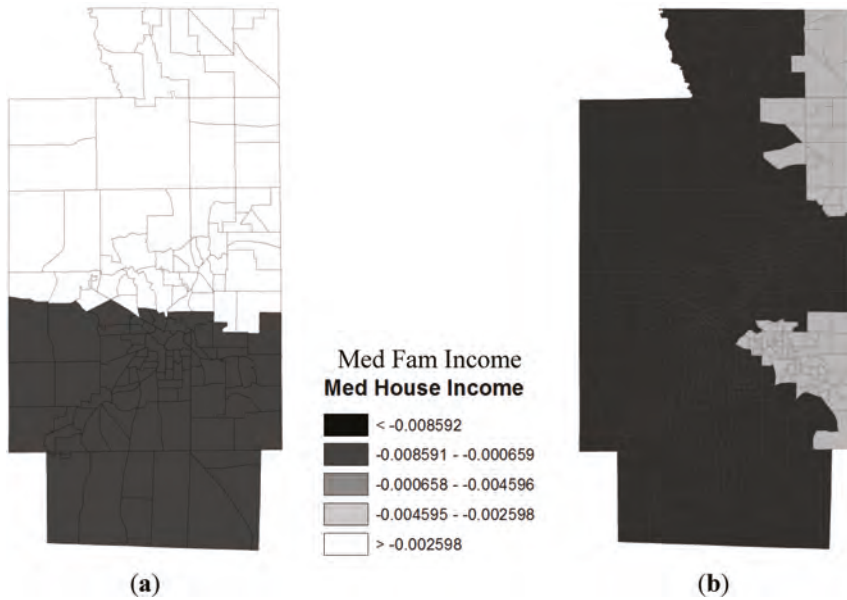 Med Fam Income
Med House Income
< -0.008592
-0.008591 - -0.000659
-0.000658 - -0.004596
-0.004595 - -0.002598
> -0.002598
(a)
(b)